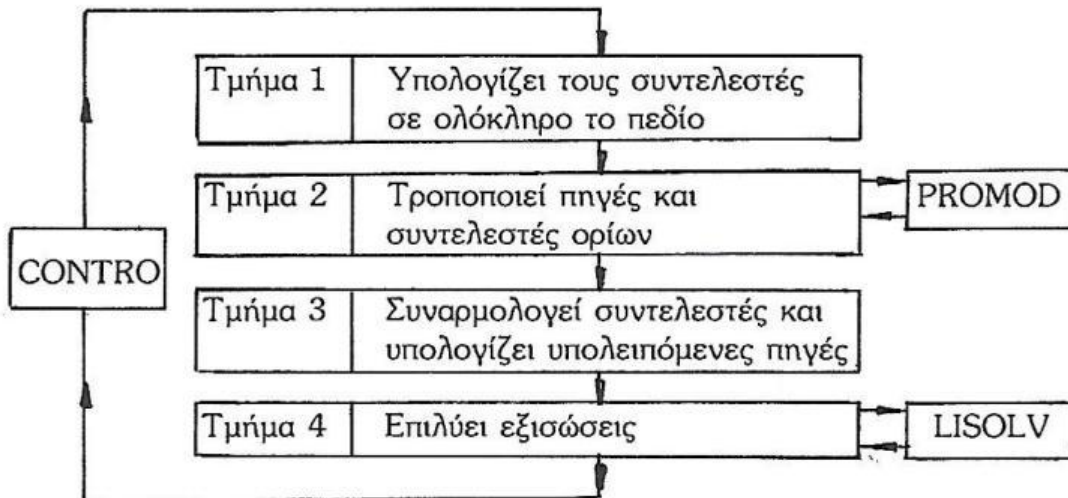 Τμήμα 1 Υπολογίζει τους συντελεστές
σε ολόκληρο το πεδίο
Τμήμα 2 Τροποποιεί πηγές και
συντελεστές ορίων
PROMOD
CONTRO
Τμήμα 3 Συναρμολογεί συντελεστές και
υπολογίζει υπολειπόμενες πηγές
Τμήμα 4 Επιλύει εξισώσεις
LISOLV